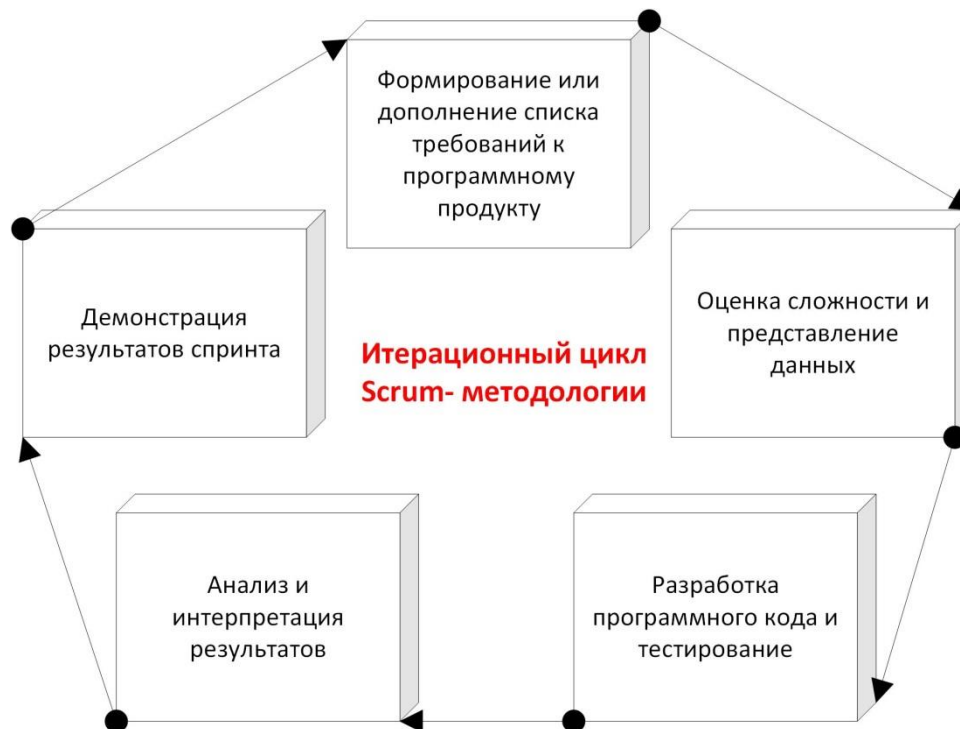 Формирование или
дополнение списка
требований к
программному
продукту
Демонстрация
результатов спринта
Оценка сложности и
представление
данных
Итерационный цикл
Scrum- методологии
Анализ и
интерпретация
результатов
Разработка
программного кода и
тестирование